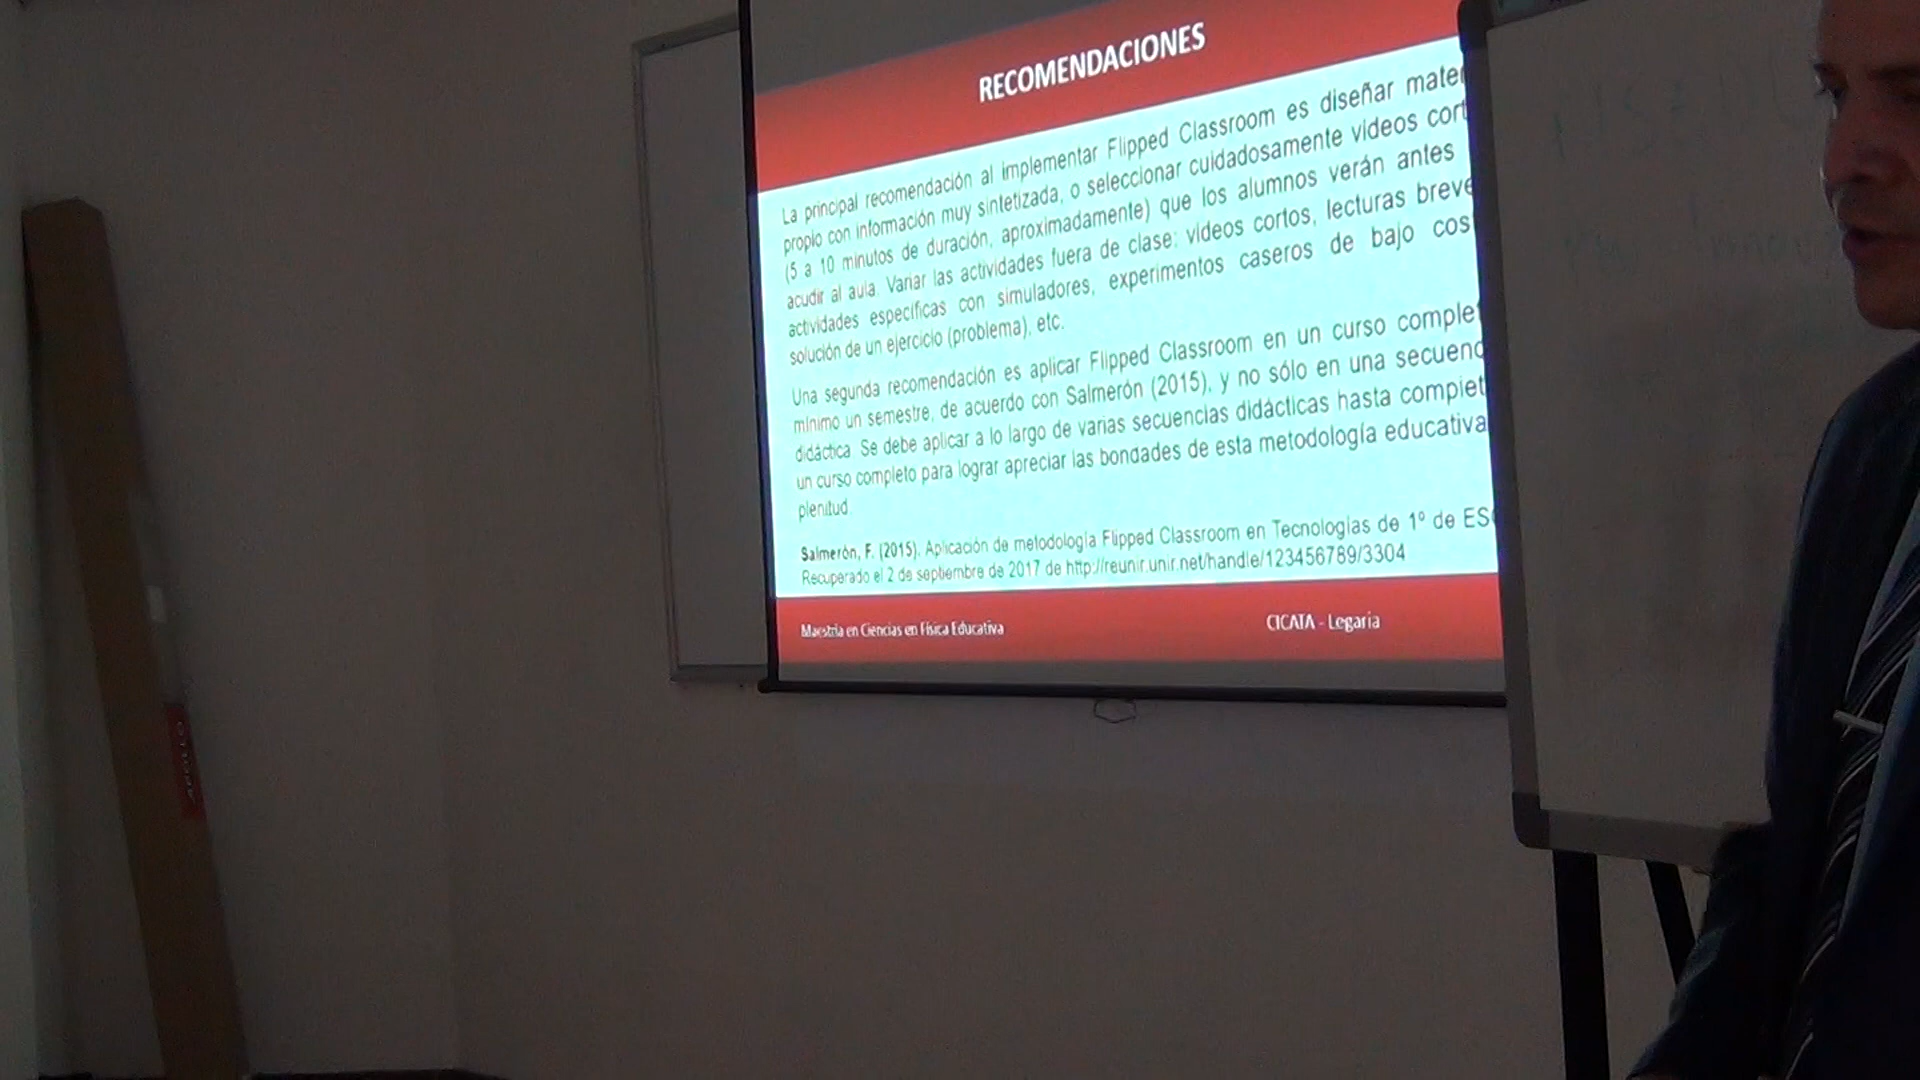 RECOMENDACIONES
La principal recomendación al implementar Flipped Classroom es diseñar mater
propio con información muy sintetizada, o seleccionar cuidadosamente videos cort
(5 a 10 minutos de duración, aproximadamente) que los alumnos verán antes
acudir al aula. Variar las actividades fuera de clase: videos cortos, lecturas breve
actividades específicas con simuladores, experimentos caseros de bajo cos
solución de un ejercicio (problema), etc.
Una segunda recomendación es aplicar Flipped Classroom en un curso complet
mínimo un semestre, de acuerdo con Salmerón (2015), y no sólo en una secuenc
didáctica. Se debe aplicar a lo largo de varias secuencias didácticas hasta complet
un curso completo para lograr apreciar las bondades de esta metodología educativa
plenitud.
Salmerón, F. (2015). Aplicación de metodología Flipped Classroom en Tecnologías de 1º de ES
Recuperado el 2 de septiembre de 2017 de http://reunir.unir.net/handle/123456789/3304
Maestría en Ciencias en Física Educativa
CICATA - Legaria
APOLLO